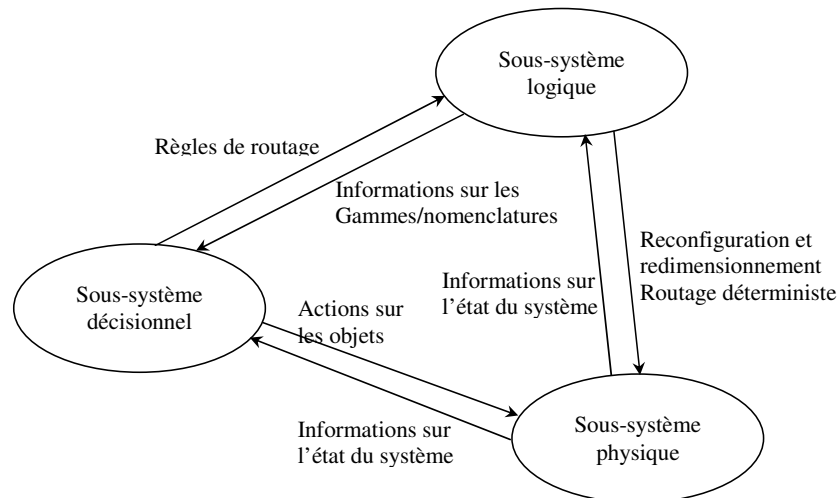 Sous-système
logique
Règles de routage
Informations sur les
Gammes/nomenclatures
Reconfiguration et
redimensionnement
Routage déterministe
Informations sur
l’état du système
Sous-système
décisionnel
Actions sur
les objets
Informations sur
l’état du système
Sous-système
physique